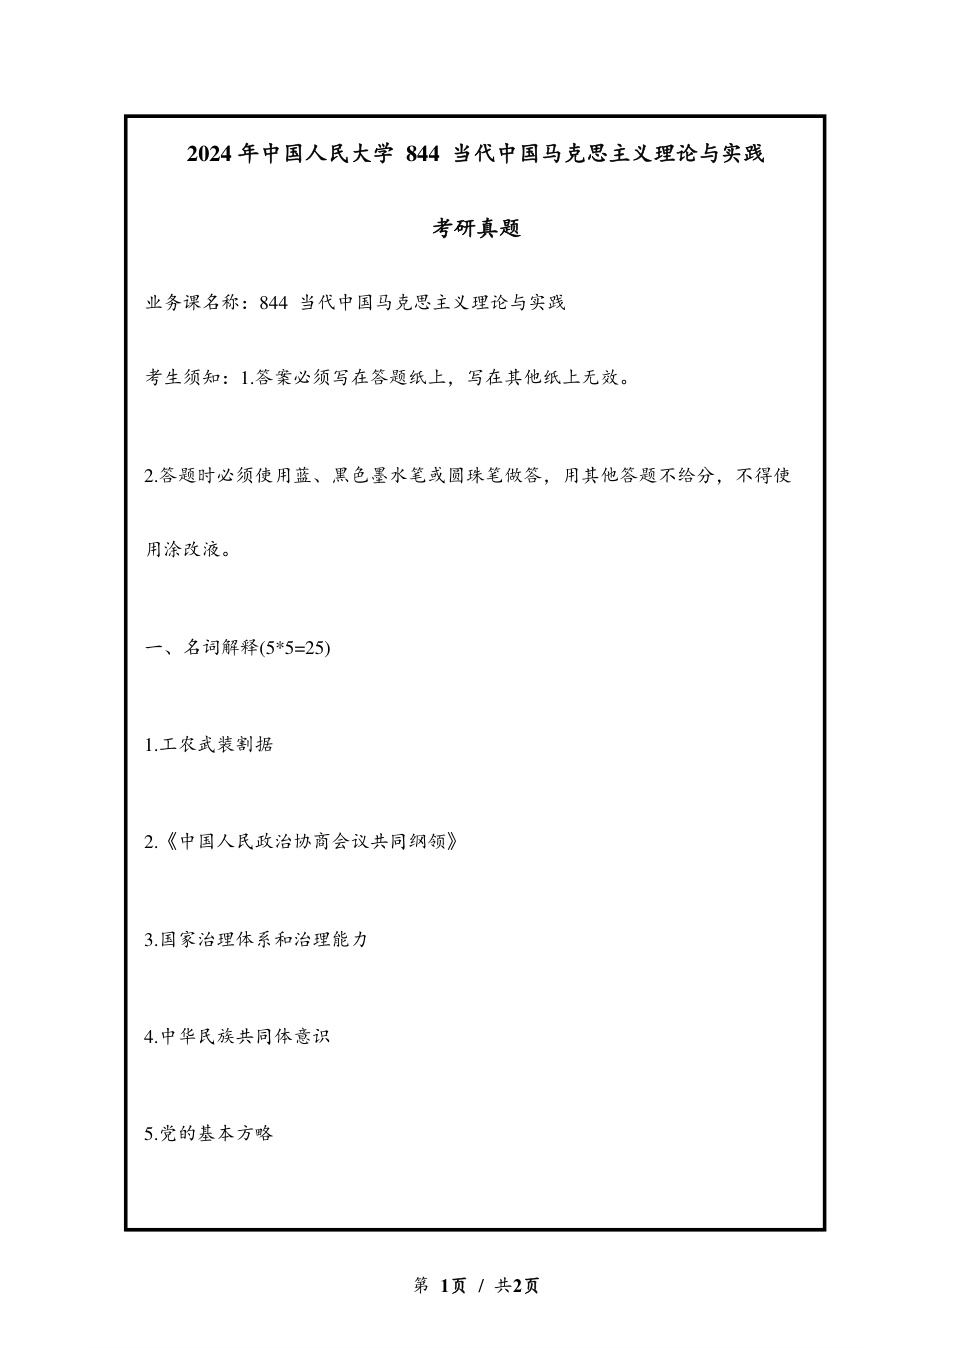 2024 年中国人民大学 844 当代中国马克思主义理论与实践
考研真题
业务课名称：844 当代中国马克思主义理论与实践
考生须知：1.答案必须写在答题纸上，写在其他纸上无效。
2.答题时必须使用蓝、黑色墨水笔或圆珠笔做答，用其他答题不给分，不得使
用涂改液。
一、名词解释(5*5=25)
1.工农武装割据
2.《中国人民政治协商会议共同纲领》
3.国家治理体系和治理能力
4.中华民族共同体意识
5.党的基本方略
第 1页 / 共2页